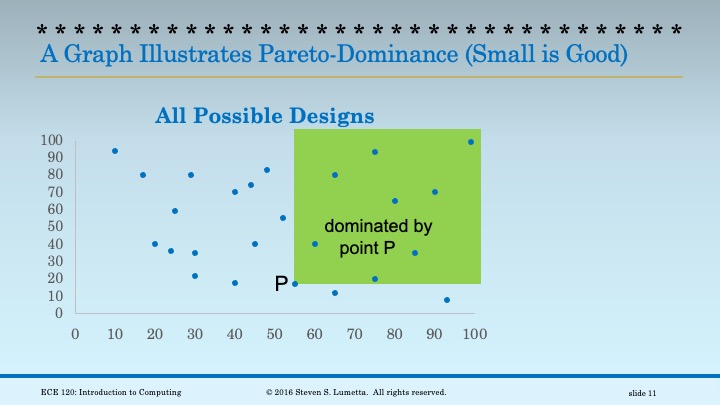 * * * * * * * * * * * * * * * * * * * * * * * * * * * * * * * * *
A Graph Illustrates Pareto-Dominance (Small is Good)
All Possible Designs
100
90
80
70
60
50
40
30
20
10
0
dominated by
point P
P
0 10 20 30 40 50 60 70 80 90 100
ECE 120: Introduction to Computing © 2016 Steven S. Lumetta. All rights reserved. slide 11